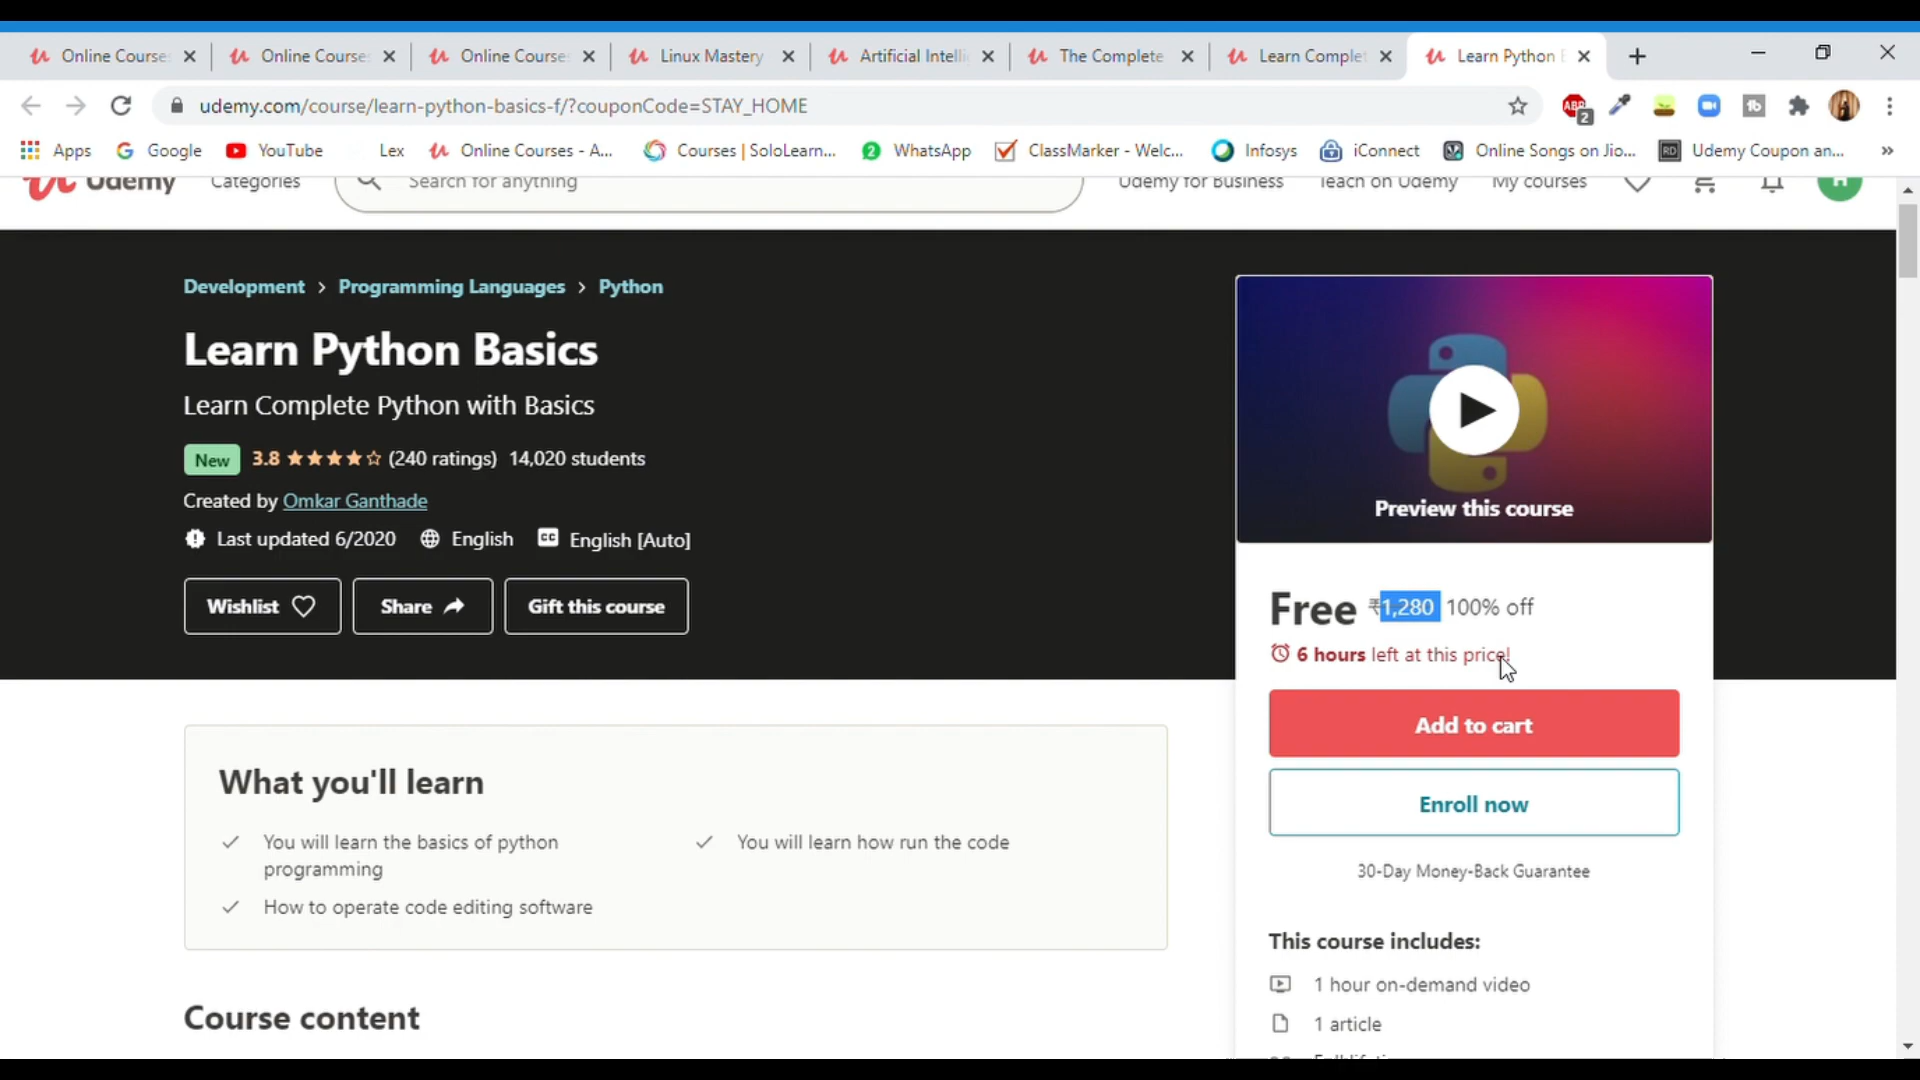 Online Course
Online Course
Online Course
Linux Mastery
Artificial Intelli
The Complete
Learn Complet
Learn Python
udemy.com/course/learn-python-basics-f/?couponCode=STAY_HOME
ABP
2
Apps
Google
YouTube
Lex
Online Courses - A...
Courses | SoloLearn...
2
WhatsApp
ClassMarker - Welc...
Infosys
iConnect
Online Songs on Jio...
RD
Udemy Coupon an...
»
Udemy
Categories
Search for anything
Udemy for Business
Teach on Udemy
My courses
H
Development > Programming Languages > Python
Learn Python Basics
Learn Complete Python with Basics
New 3.8 (240 ratings) 14,020 students
Created by Omkar Ganthade
Last updated 6/2020 English CC English [Auto]
Wishlist
Share
Gift this course
Preview this course
Free ₹1,280 100% off
6 hours left at this price!
Add to cart
Enroll now
30-Day Money-Back Guarantee
This course includes:
1 hour on-demand video
1 article
What you'll learn
You will learn the basics of python
programming
You will learn how run the code
How to operate code editing software
Course content